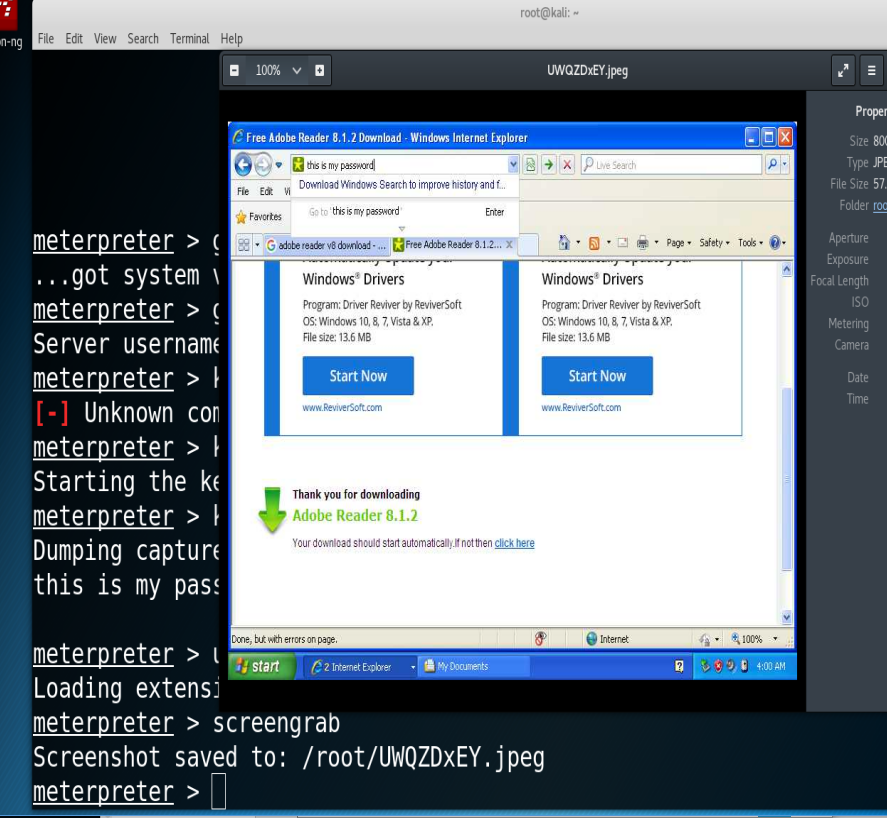 root@kali: ~
on-ng
File Edit View Search Terminal Help
100%
UWQZDxEY.jpeg
Free Adobe Reader 8.1.2 Download - Windows Internet Explorer
this is my password
Live Search
File Edit Vi
Download Windows Search to improve history and f...
Go to 'this is my password' Enter
Favorites
adobe reader v8 download - ... Free Adobe Reader 8.1.2... X
Page Safety Tools
Windows® Drivers
Program: Driver Reviver by ReviverSoft
OS: Windows 10, 8, 7, Vista & XP.
File size: 13.6 MB
Start Now
www.ReviverSoft.com
Windows® Drivers
Program: Driver Reviver by ReviverSoft
OS: Windows 10, 8, 7, Vista & XP.
File size: 13.6 MB
Start Now
www.ReviverSoft.com
Thank you for downloading
Adobe Reader 8.1.2
Your download should start automatically.If not then click here
Done, but with errors on page.
Internet
100%
start
2 Internet Explorer
My Documents
4:00 AM
Proper
Size 800
Type JPE
File Size 57.
Folder roo
Aperture
Exposure
Focal Length
ISO
Metering
Camera
Date
Time
meterpreter > g
...got system v
meterpreter > g
Server username
meterpreter > k
[-] Unknown com
meterpreter > k
Starting the ke
meterpreter > k
Dumping capture
this is my pass
meterpreter > u
Loading extensi
meterpreter > screengrab
Screenshot saved to: /root/UWQZDxEY.jpeg
meterpreter >